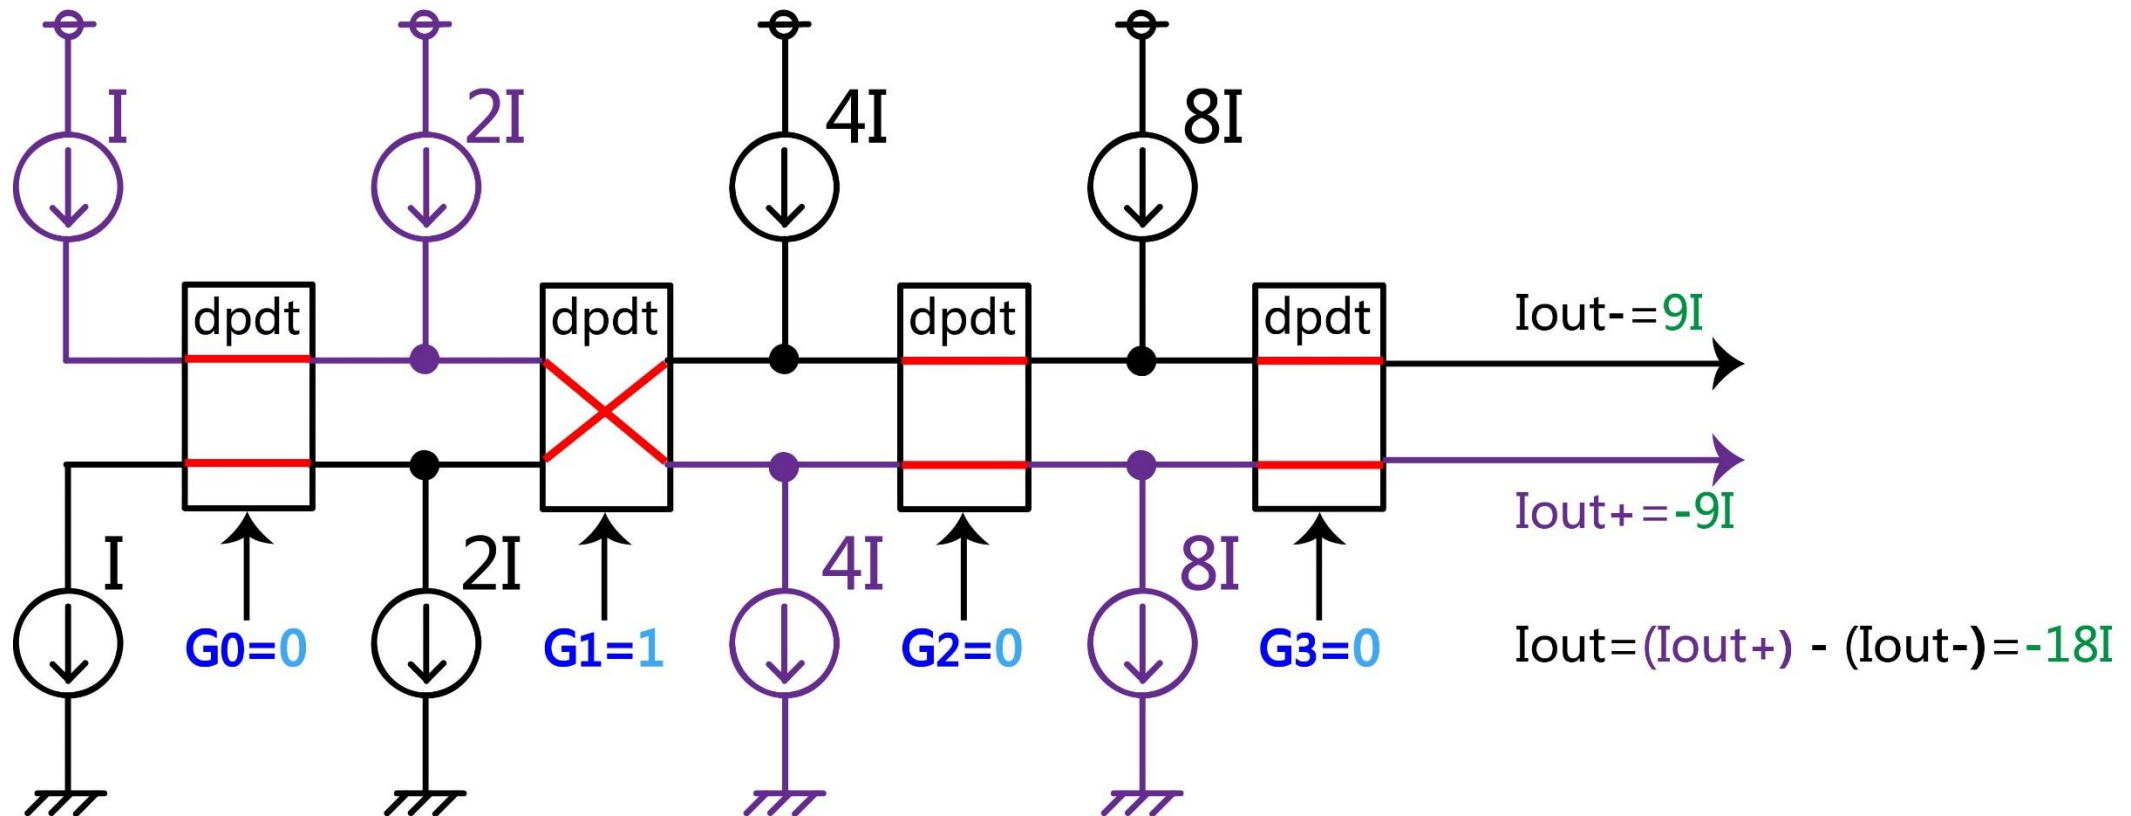 I
2I
4I
8I
dpdt
dpdt
dpdt
dpdt
Iout-=9I
Iout+=-9I
I
2I
4I
8I
G0=0
G1=1
G2=0
G3=0
Iout=(Iout+) - (Iout-)=-18I